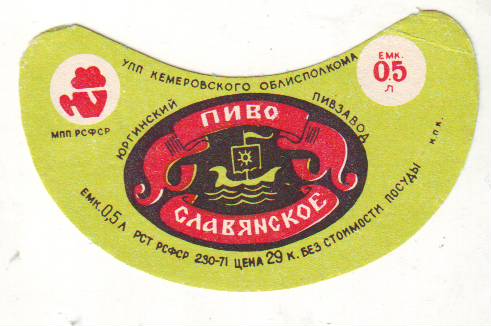 УПП КЕМЕРОВСКОГО ОБЛИСПОЛКОМА
ЕМК.
0.5
Л
МПП РСФСР
ЮРГИНСКИЙ ПИВЗАВОД
ПИВО
СЛАВЯНСКОЕ
ЕМК. 0,5 Л РСТ РСФСР 230-71 ЦЕНА 29 К. БЕЗ СТОИМОСТИ ПОСУДЫ